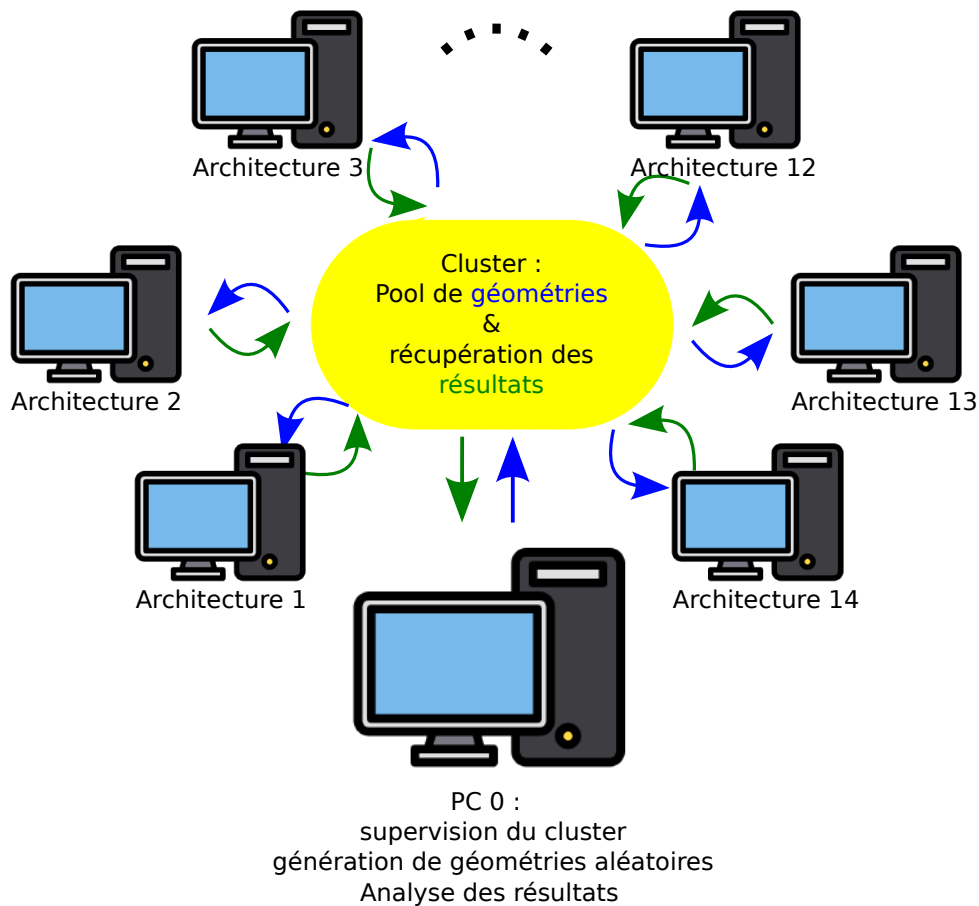 Architecture 3
Architecture 12
Cluster :
Pool de géométries
&
récupération des
résultats
Architecture 2
Architecture 13
Architecture 1
Architecture 14
PC 0 :
supervision du cluster
génération de géométries aléatoires
Analyse des résultats